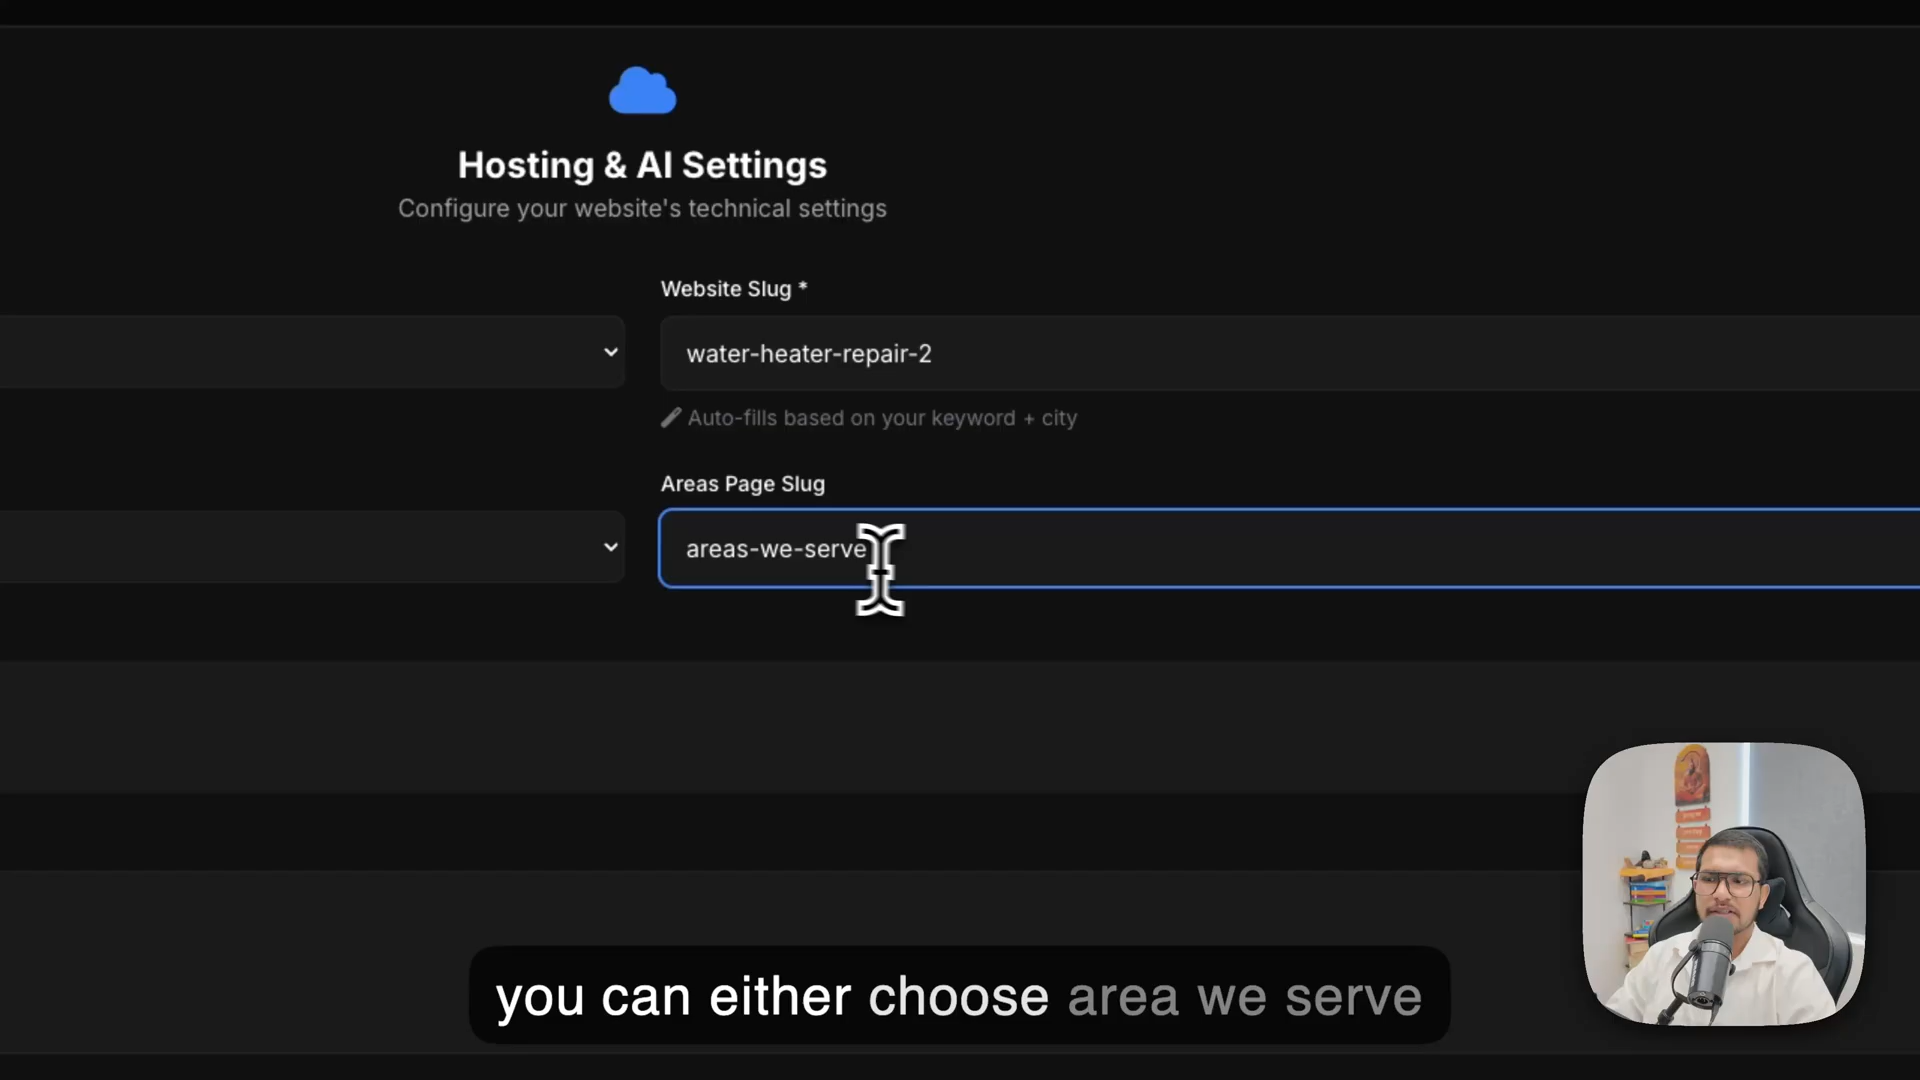 Hosting & AI Settings
Configure your website's technical settings
Website Slug *
water-heater-repair-2
Auto-fills based on your keyword + city
Areas Page Slug
areas-we-serve
you can either choose area we serve